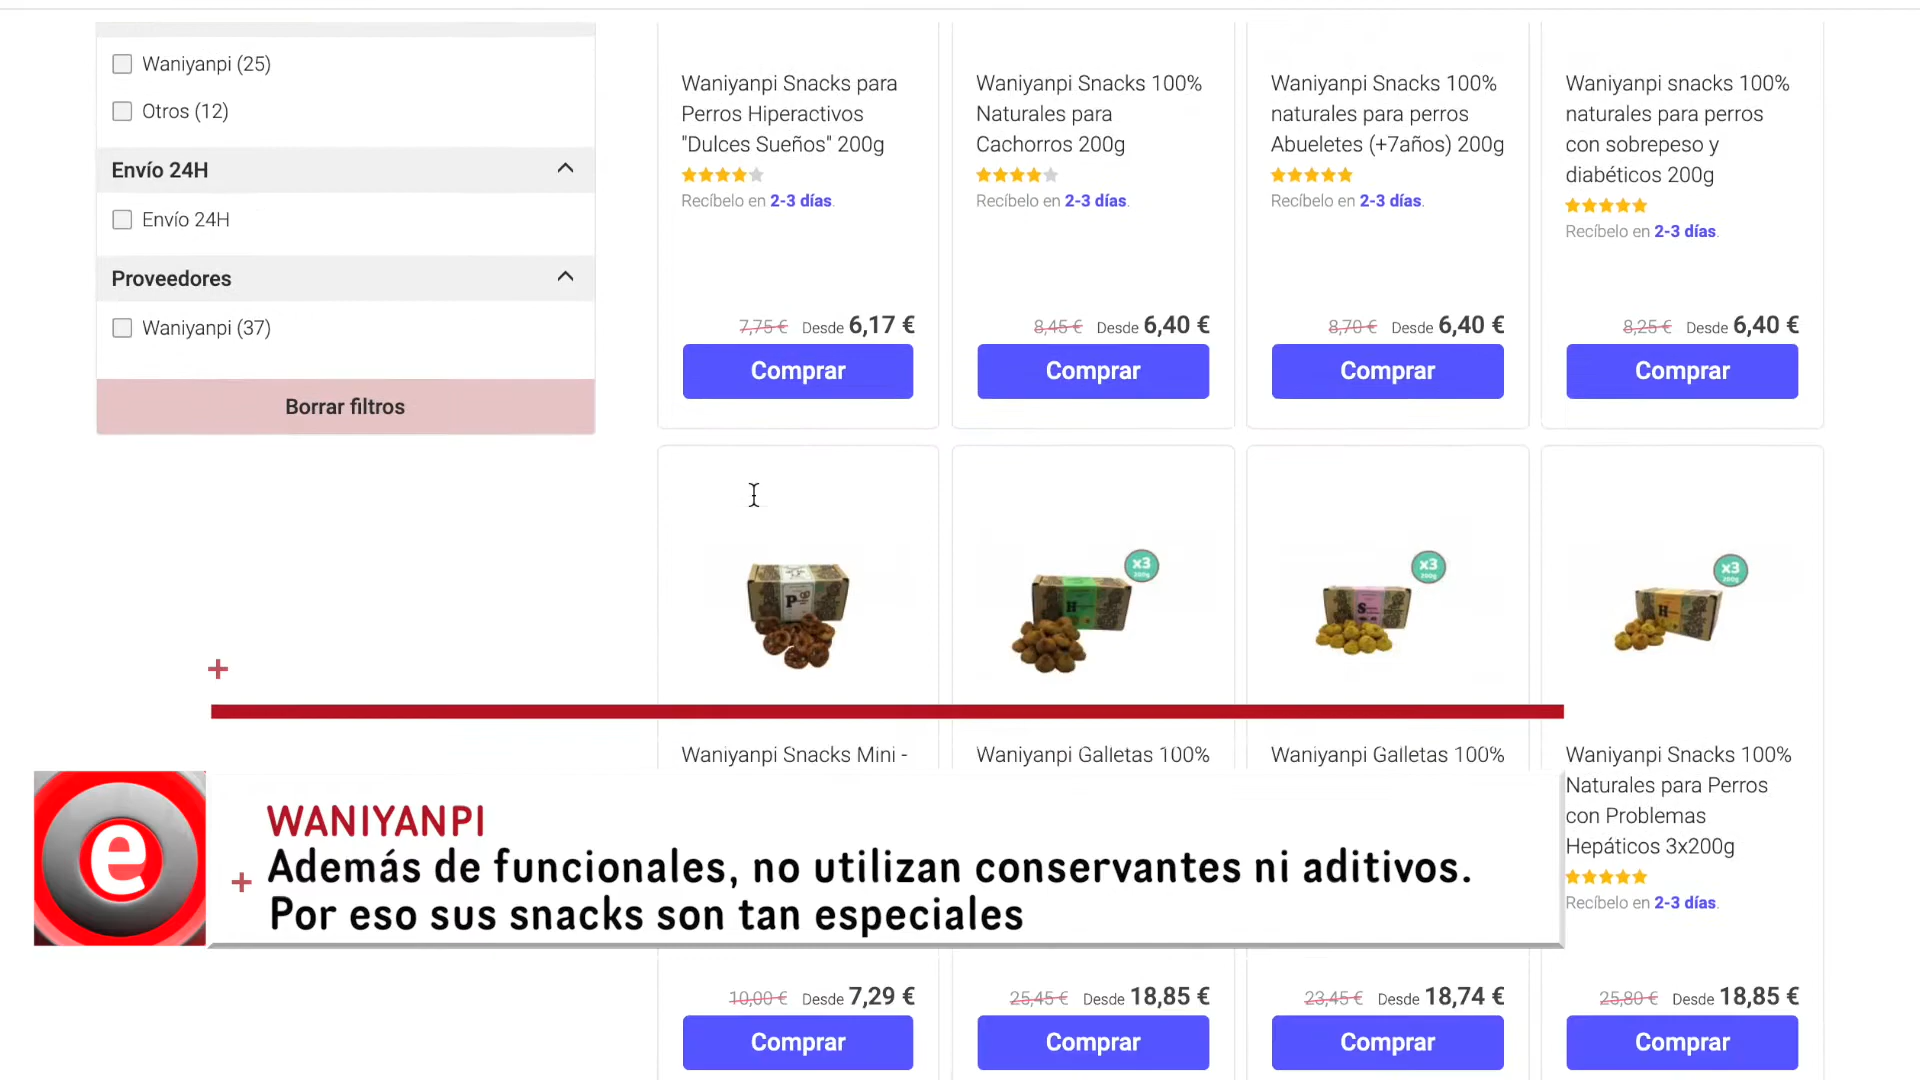 Waniyanpi (25)
Otros (12)
Envío 24H
Envío 24H
Proveedores
Waniyanpi (37)
Borrar filtros
Waniyanpi Snacks para
Perros Hiperactivos
"Dulces Sueños" 200g
Recíbelo en 2-3 días.
7,75 € Desde 6,17 €
Comprar
Waniyanpi Snacks 100%
Naturales para
Cachorros 200g
Recíbelo en 2-3 días.
8,45 € Desde 6,40 €
Comprar
Waniyanpi Snacks 100%
naturales para perros
Abueletes (+7años) 200g
Recíbelo en 2-3 días.
8,70 € Desde 6,40 €
Comprar
Waniyanpi snacks 100%
naturales para perros
con sobrepeso y
diabéticos 200g
Recíbelo en 2-3 días.
8,25 € Desde 6,40 €
Comprar
P
Waniyanpi Snacks Mini -
10,00 € Desde 7,29 €
Comprar
x3
200g
H
Waniyanpi Galletas 100%
25,45 € Desde 18,85 €
Comprar
x3
200g
S
Waniyanpi Galletas 100%
23,45 € Desde 18,74 €
Comprar
x3
200g
H
Waniyanpi Snacks 100%
Naturales para Perros
con Problemas
Hepáticos 3x200g
Recíbelo en 2-3 días.
25,80 € Desde 18,85 €
Comprar
e
WANIYANPI
Además de funcionales, no utilizan conservantes ni aditivos.
Por eso sus snacks son tan especiales